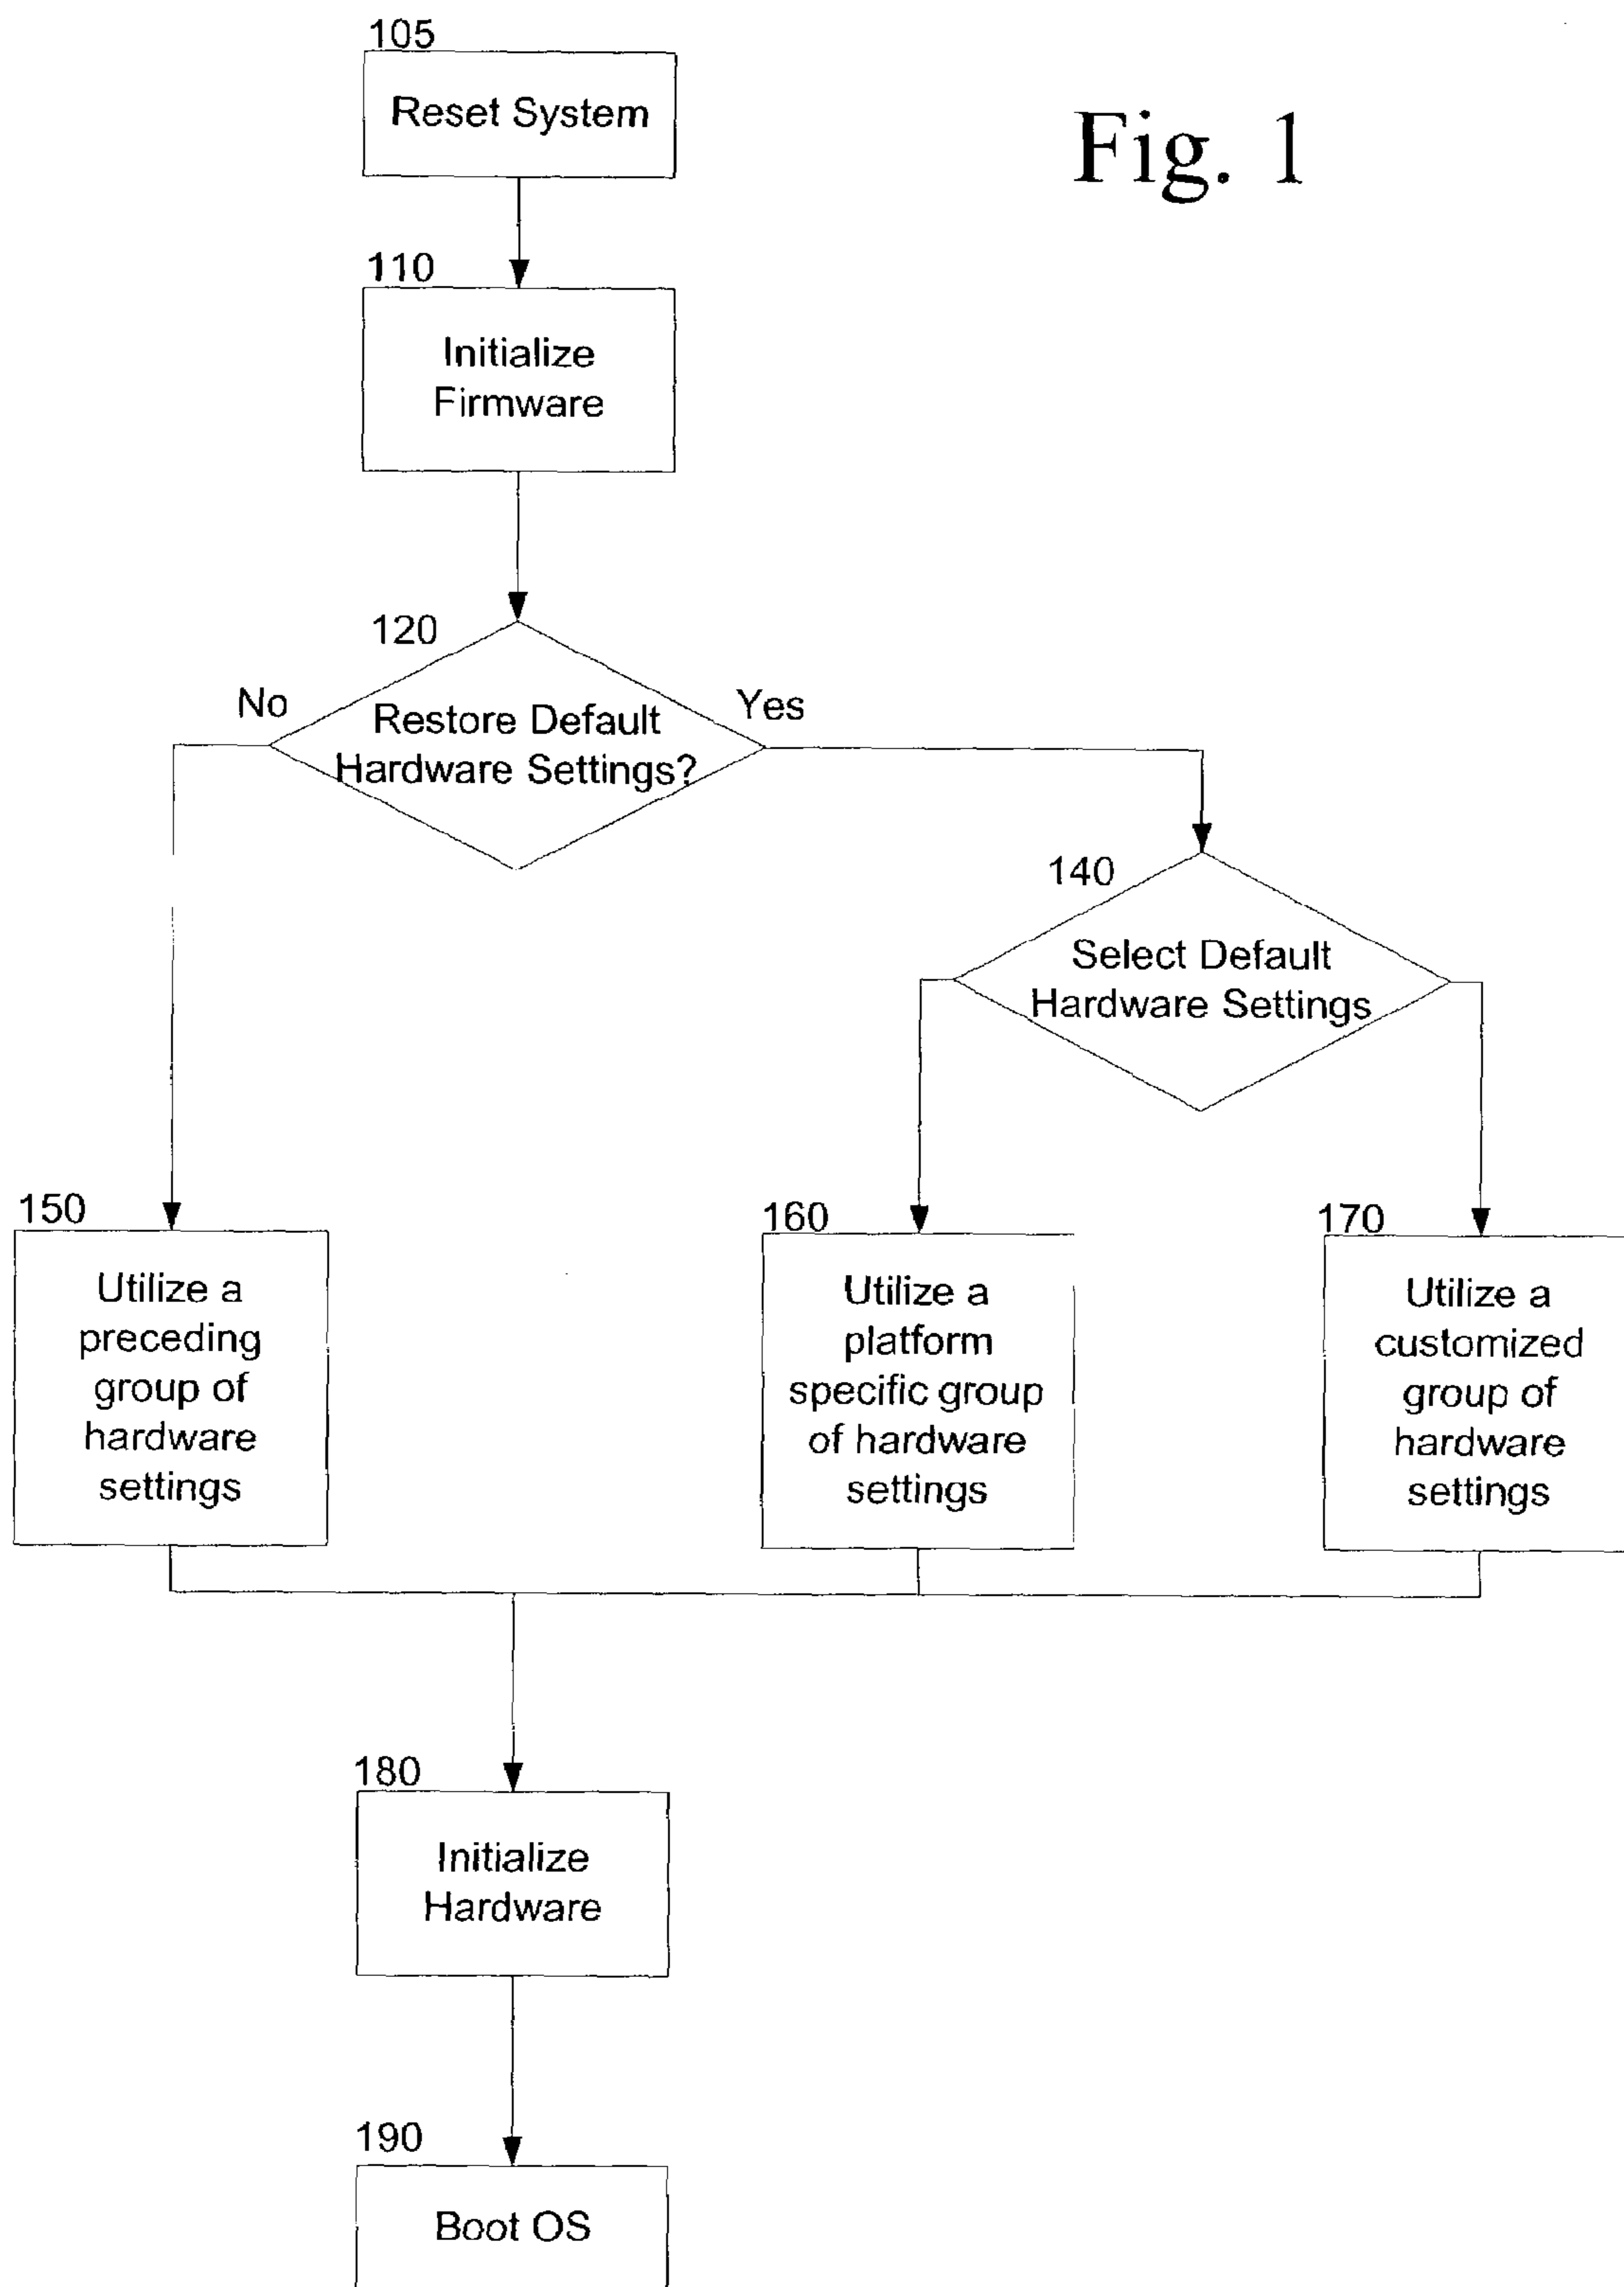 105
Reset System
Fig. 1
110
Initialize
Firmware
120
No
Yes
Restore Default
Hardware Settings?
140
Select Default
Hardware Settings
150
Utilize a
preceding
group of
hardware
settings
160
Utilize a
platform
specific group
of hardware
settings
170
Utilize a
customized
group of
hardware
settings
180
Initialize
Hardware
190
Boot OS